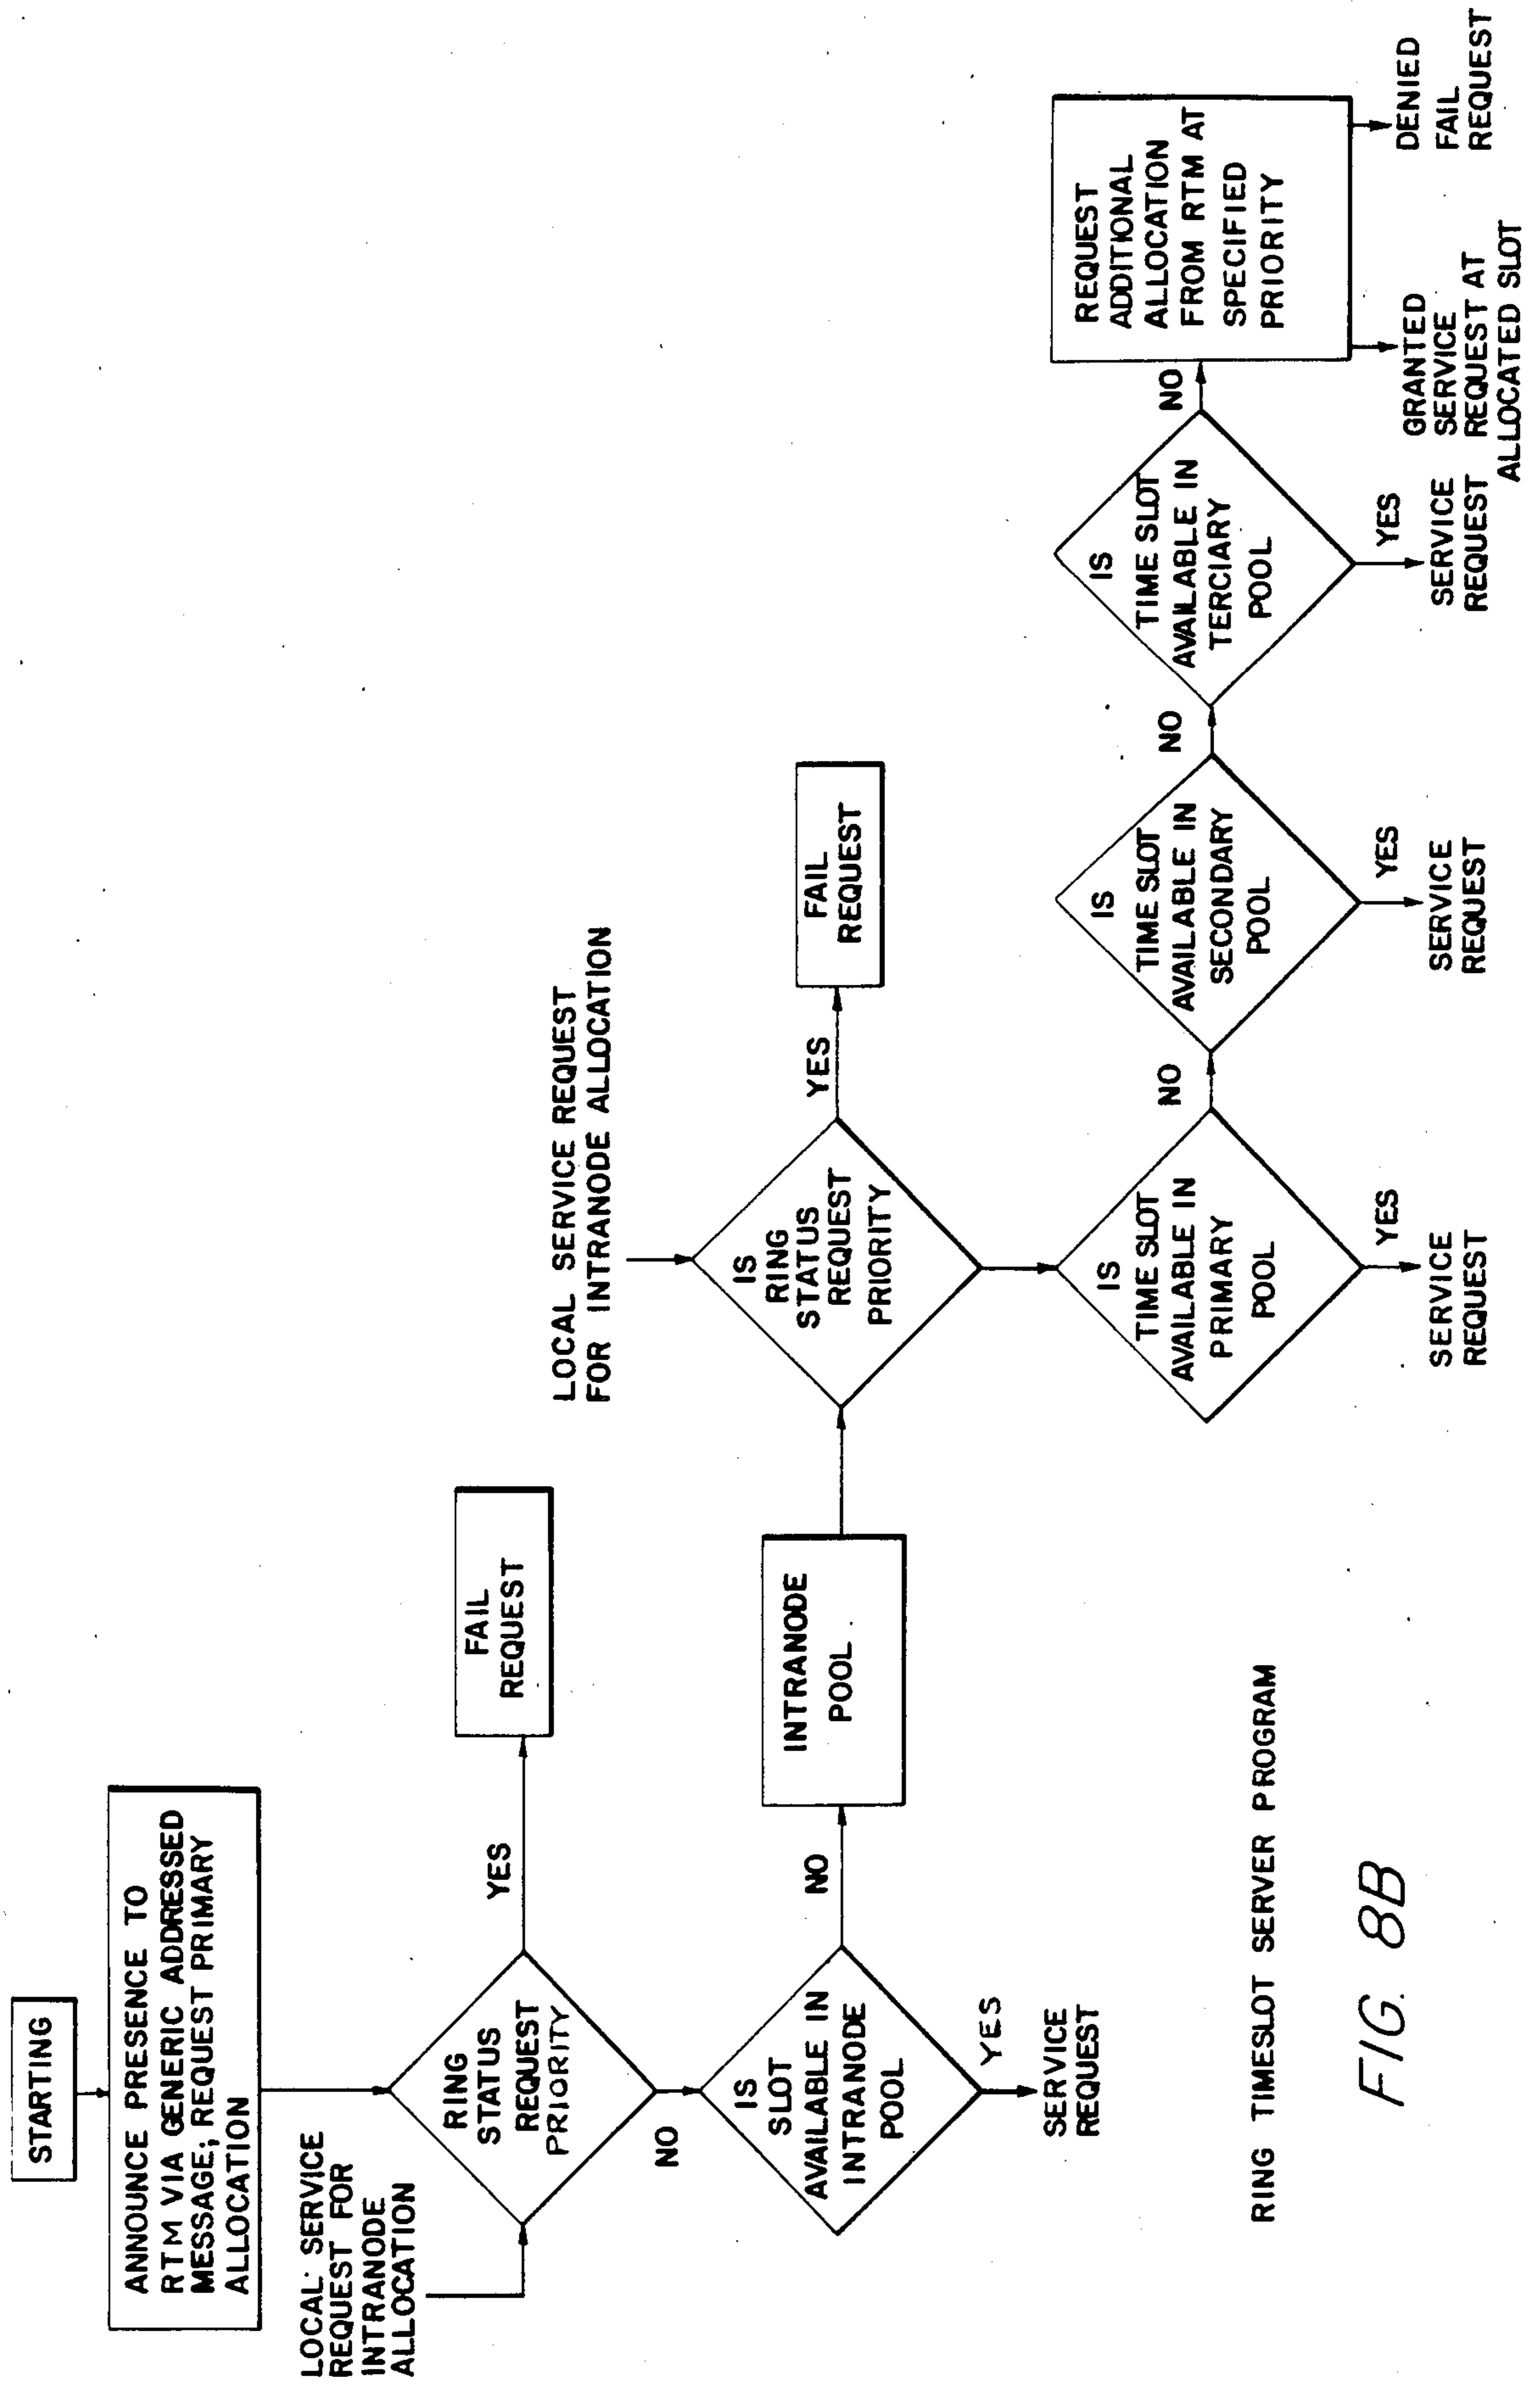 STARTING
ANNOUNCE PRESENCE TO
RTM VIA GENERIC ADDRESSED
MESSAGE; REQUEST PRIMARY
ALLOCATION
LOCAL SERVICE
REQUEST FOR
INTRANODE
ALLOCATION
RING
STATUS
REQUEST
PRIORITY
YES
FAIL
REQUEST
NO
IS
SLOT
AVAILABLE IN
INTRANODE
POOL
YES
SERVICE
REQUEST
NO
INTRANODE
POOL
LOCAL SERVICE REQUEST
FOR INTRANODE ALLOCATION
IS
RING
STATUS
REQUEST
PRIORITY
YES
FAIL
REQUEST
IS
TIME SLOT
AVAILABLE IN
PRIMARY
POOL
YES
SERVICE
REQUEST
NO
IS
TIME SLOT
AVAILABLE IN
SECONDARY
POOL
YES
SERVICE
REQUEST
NO
IS
TIME SLOT
AVAILABLE IN
TERCIARY
POOL
YES
SERVICE
REQUEST
NO
REQUEST
ADDITIONAL
ALLOCATION
FROM RTM AT
SPECIFIED
PRIORITY
GRANTED
SERVICE
REQUEST AT
ALLOCATED SLOT
DENIED
FAIL
REQUEST
RING TIMESLOT SERVER PROGRAM
FIG. 8B